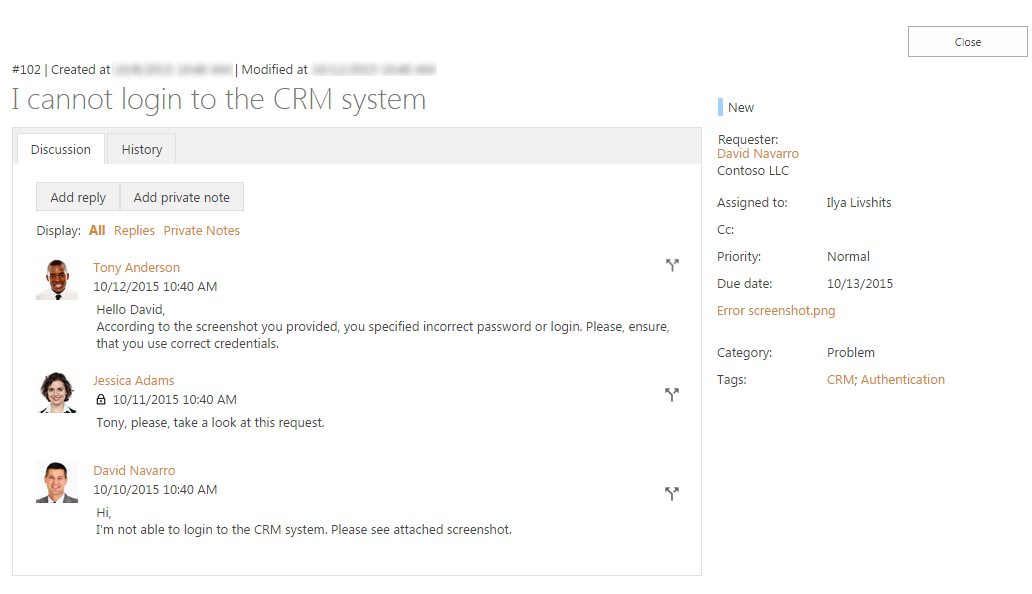 Close
#102 | Created at | Modified at
I cannot login to the CRM system
Discussion
History
Add reply
Add private note
Display: All Replies Private Notes
Tony Anderson
10/12/2015 10:40 AM
Hello David,
According to the screenshot you provided, you specified incorrect password or login. Please, ensure,
that you use correct credentials.
Jessica Adams
10/11/2015 10:40 AM
Tony, please, take a look at this request.
David Navarro
10/10/2015 10:40 AM
Hi,
I'm not able to login to the CRM system. Please see attached screenshot.
New
Requester:
David Navarro
Contoso LLC
Assigned to: Ilya Livshits
Cc:
Priority: Normal
Due date: 10/13/2015
Error screenshot.png
Category: Problem
Tags: CRM; Authentication